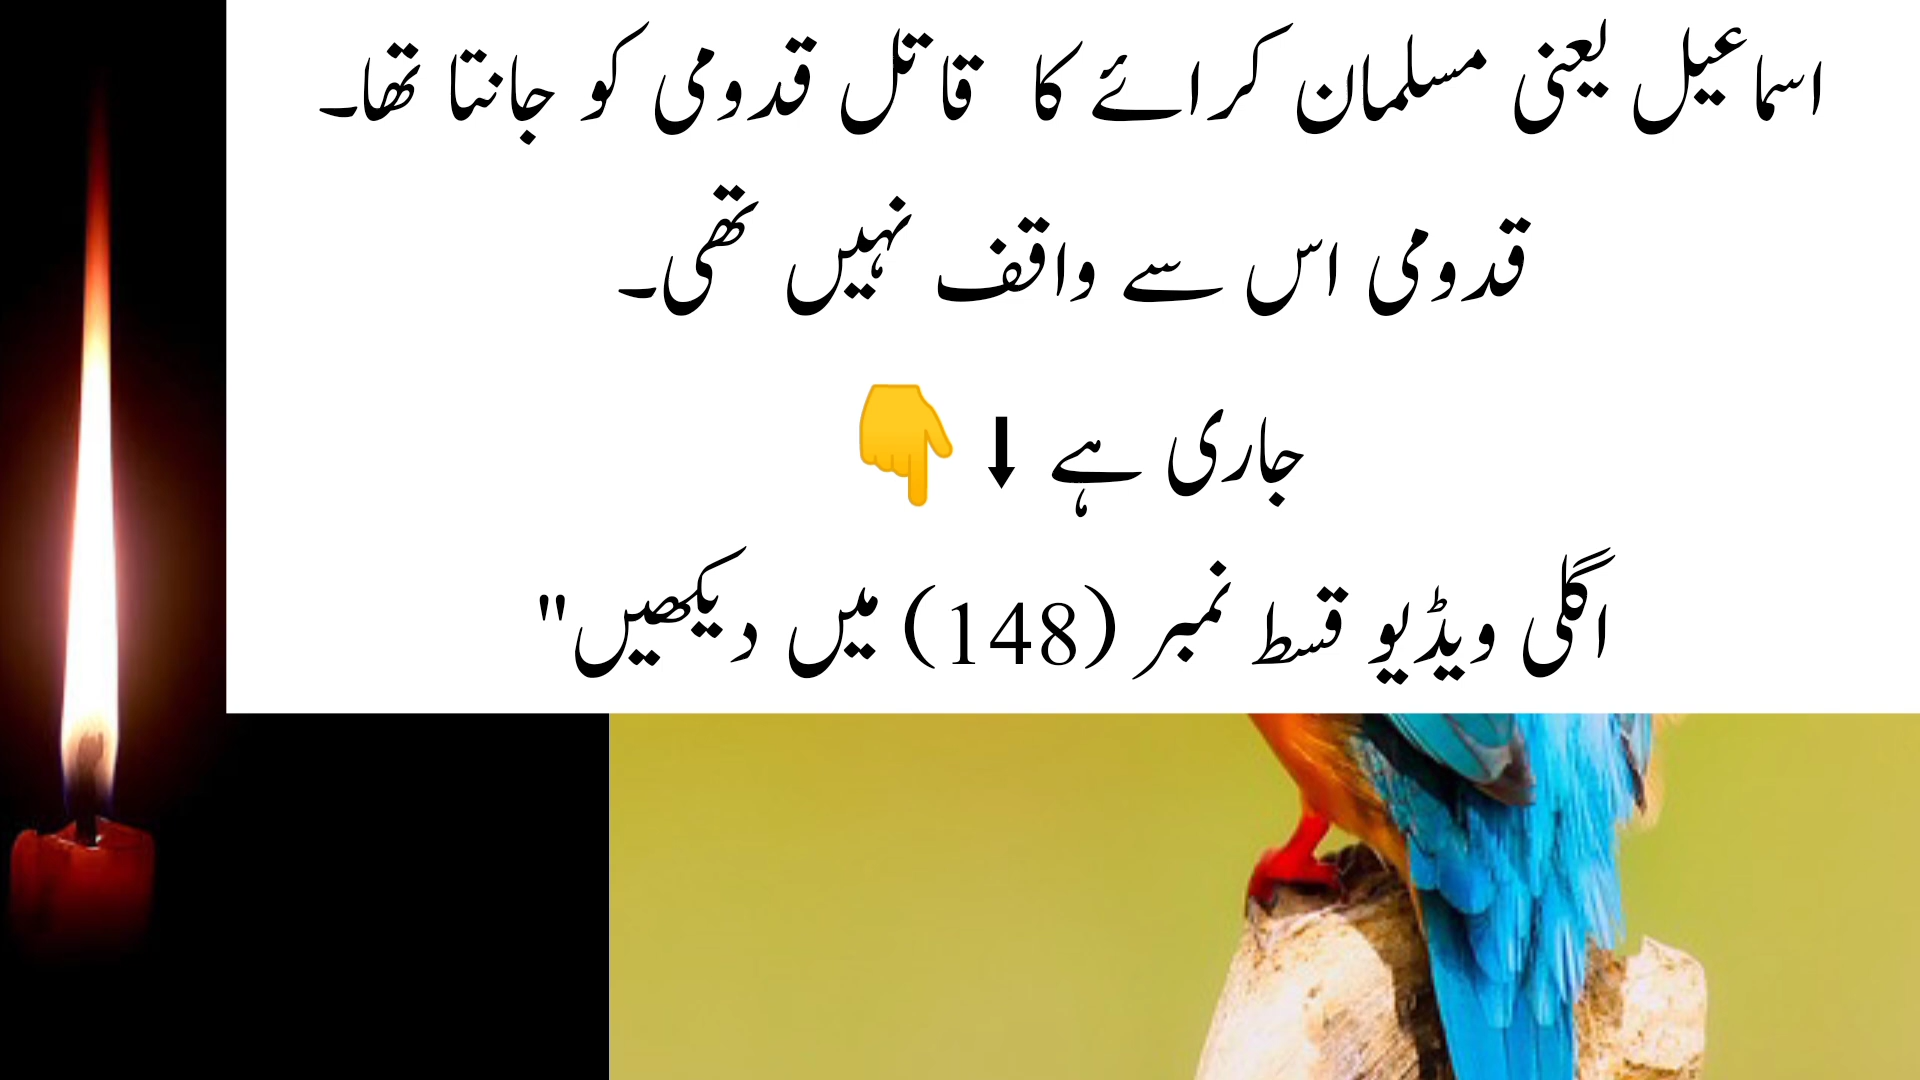 اسماعیل یعنی مسلمان کرائے کا قاتل قدومی کو جانتا تھا۔
قدومی اس سے واقف نہیں تھی۔
جاری ہے ⬇👇
اگلی ویڈیو قسط نمبر (148) میں دیکھیں"